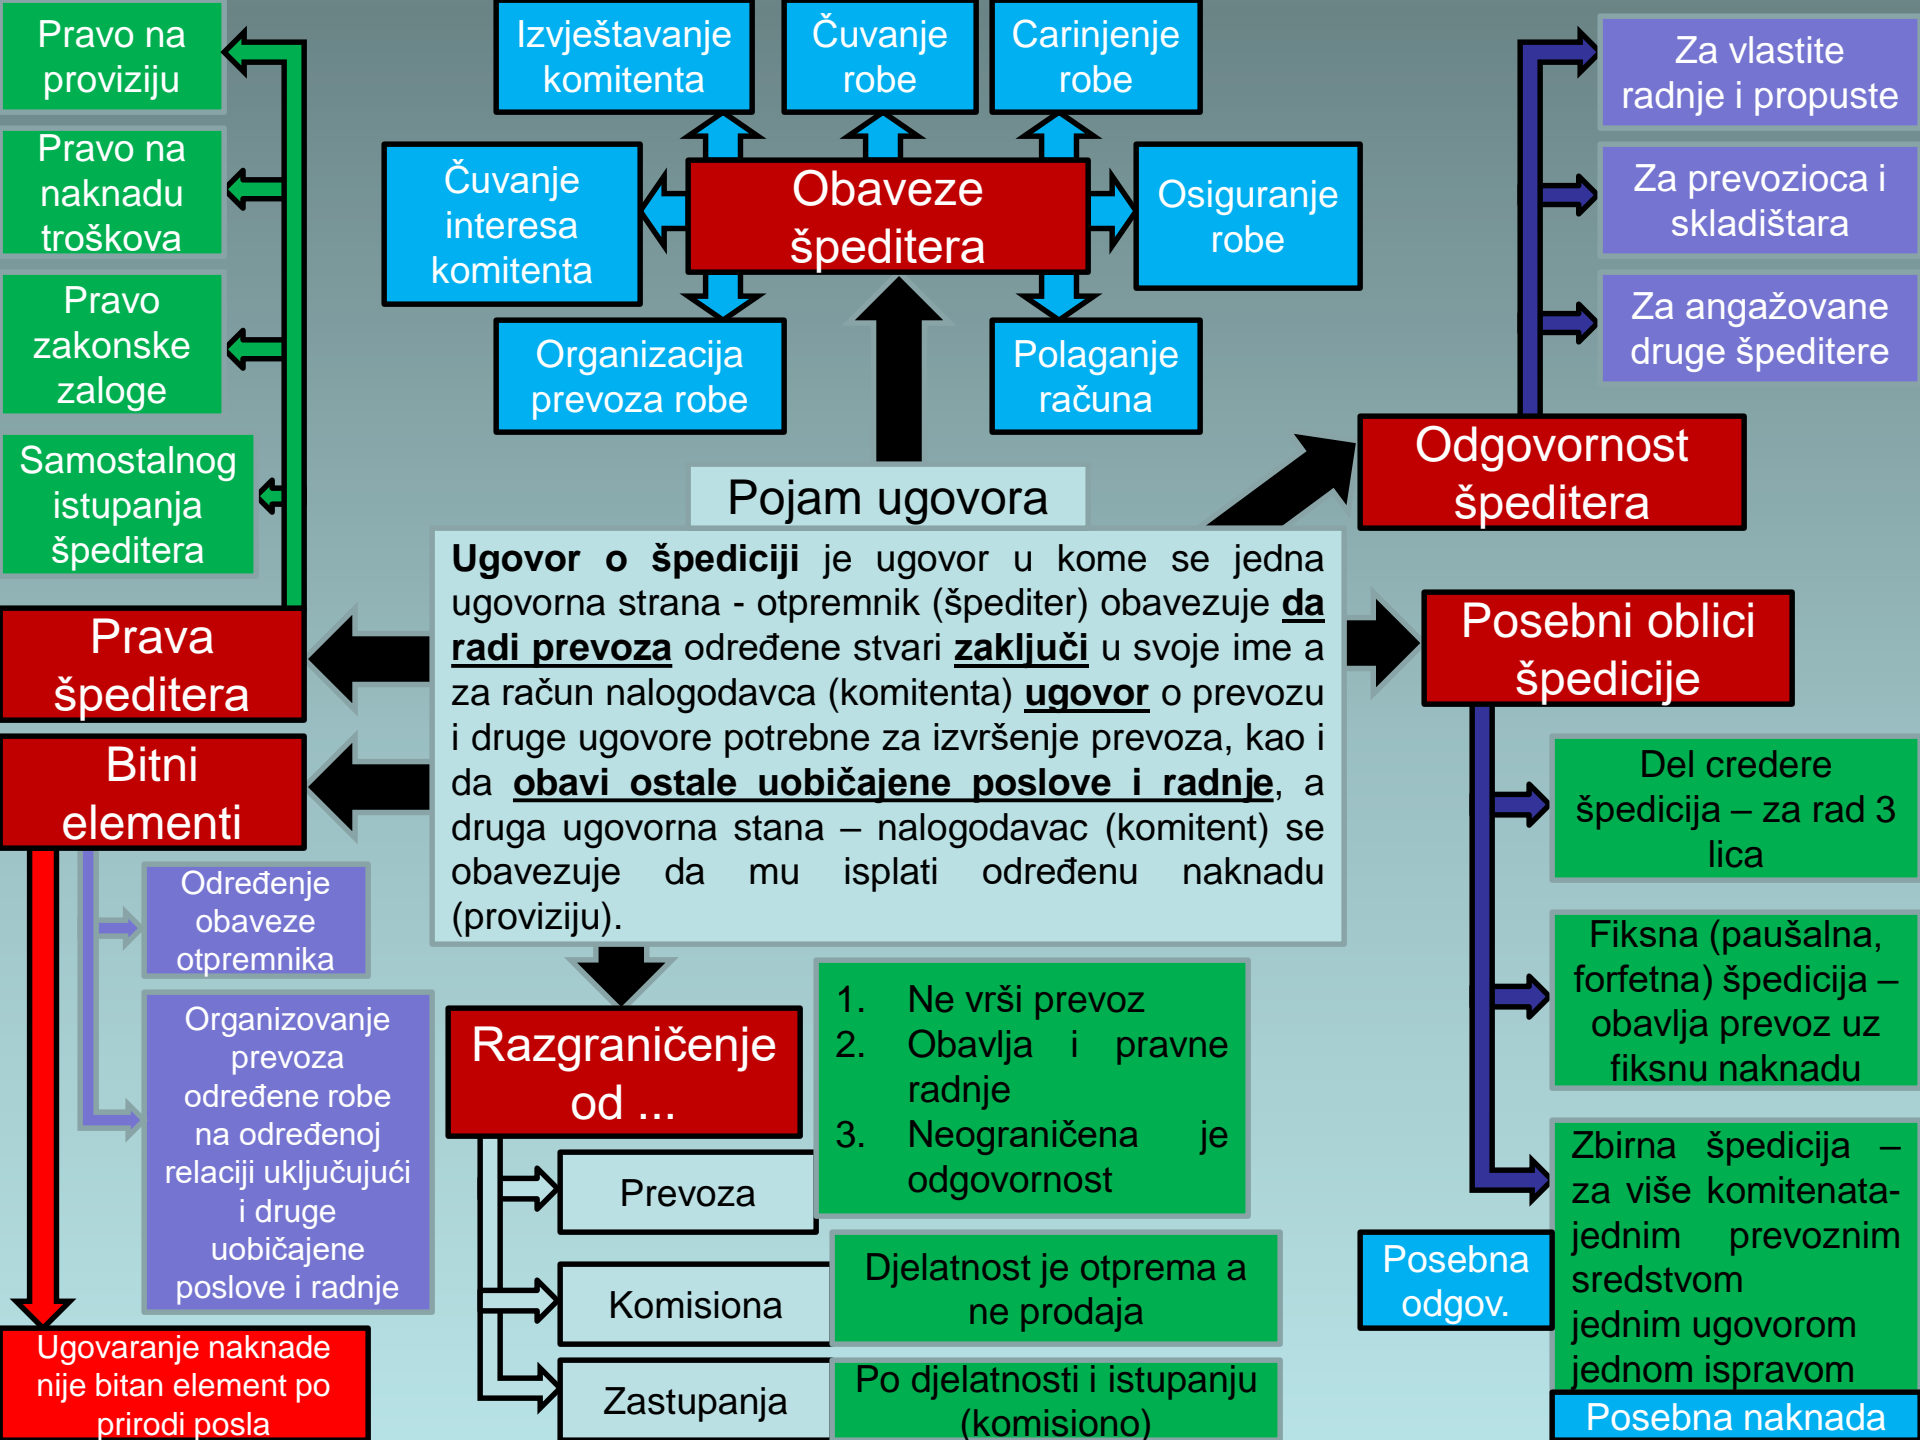 Pravo na
proviziju
Pravo na
naknadu
troškova
Pravo
zakonske
zaloge
Samostalnog
istupanja
špeditera
Prava
špeditera
Izvještavanje
komitenta
Čuvanje
robe
Carinjenje
robe
Čuvanje
interesa
komitenta
Obaveze
špeditera
Osiguranje
robe
Organizacija
prevoza robe
Polaganje
računa
Za vlastite
radnje i propuste
Za prevozioca i
skladištara
Za angažovane
druge špeditere
Odgovornost
špeditera
Pojam ugovora
Ugovor o špediciji je ugovor u kome se jedna
ugovorna strana - otpremnik (špediter) obavezuje da
radi prevoza određene stvari zaključi u svoje ime a
za račun nalogodavca (komitenta) ugovor o prevozu
i druge ugovore potrebne za izvršenje prevoza, kao i
da obavi ostale uobičajene poslove i radnje, a
druga ugovorna stana – nalogodavac (komitent) se
obavezuje da mu isplati određenu naknadu
(proviziju).
Bitni
elementi
Određenje
obaveze
otpremnika
Organizovanje
prevoza
određene robe
na određenoj
relaciji uključujući
i druge
uobičajene
poslove i radnje
Ugovaranje naknade
nije bitan element po
prirodi posla
Razgraničenje
od ...
Prevoza
1. Ne vrši prevoz
2. Obavlja i pravne
radnje
3. Neograničena je
odgovornost
Komisiona
Djelatnost je otprema a
ne prodaja
Zastupanja
Po djelatnosti i istupanju
(komisiono)
Posebni oblici
špedicije
Del credere
špedicija – za rad 3
lica
Fiksna (paušalna,
forfetna) špedicija –
obavlja prevoz uz
fiksnu naknadu
Zbirna špedicija –
za više komitenata-
jednim prevoznim
sredstvom
jednim ugovorom
jednom ispravom
Posebna
odgov.
Posebna naknada